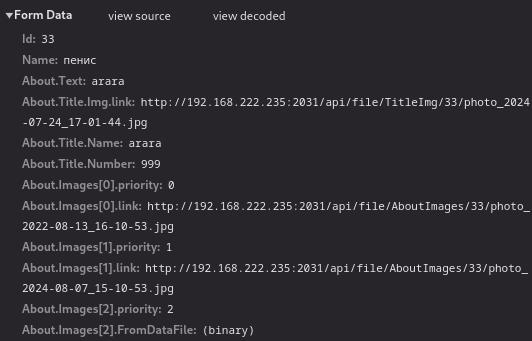 ▼Form Data view source view decoded
Id: 33
Name: пенис
About.Text: arara
About.Title.Img.link: http://192.168.222.235:2031/api/file/TitleImg/33/photo_2024
-07-24_17-01-44.jpg
About.Title.Name: arara
About.Title.Number: 999
About.Images[0].priority: 0
About.Images[0].link: http://192.168.222.235:2031/api/file/AboutImages/33/photo_
2022-08-13_16-10-53.jpg
About.Images[1].priority: 1
About.Images[1].link: http://192.168.222.235:2031/api/file/AboutImages/33/photo_
2024-08-07_15-10-53.jpg
About.Images[2].priority: 2
About.Images[2].FromDataFile: (binary)